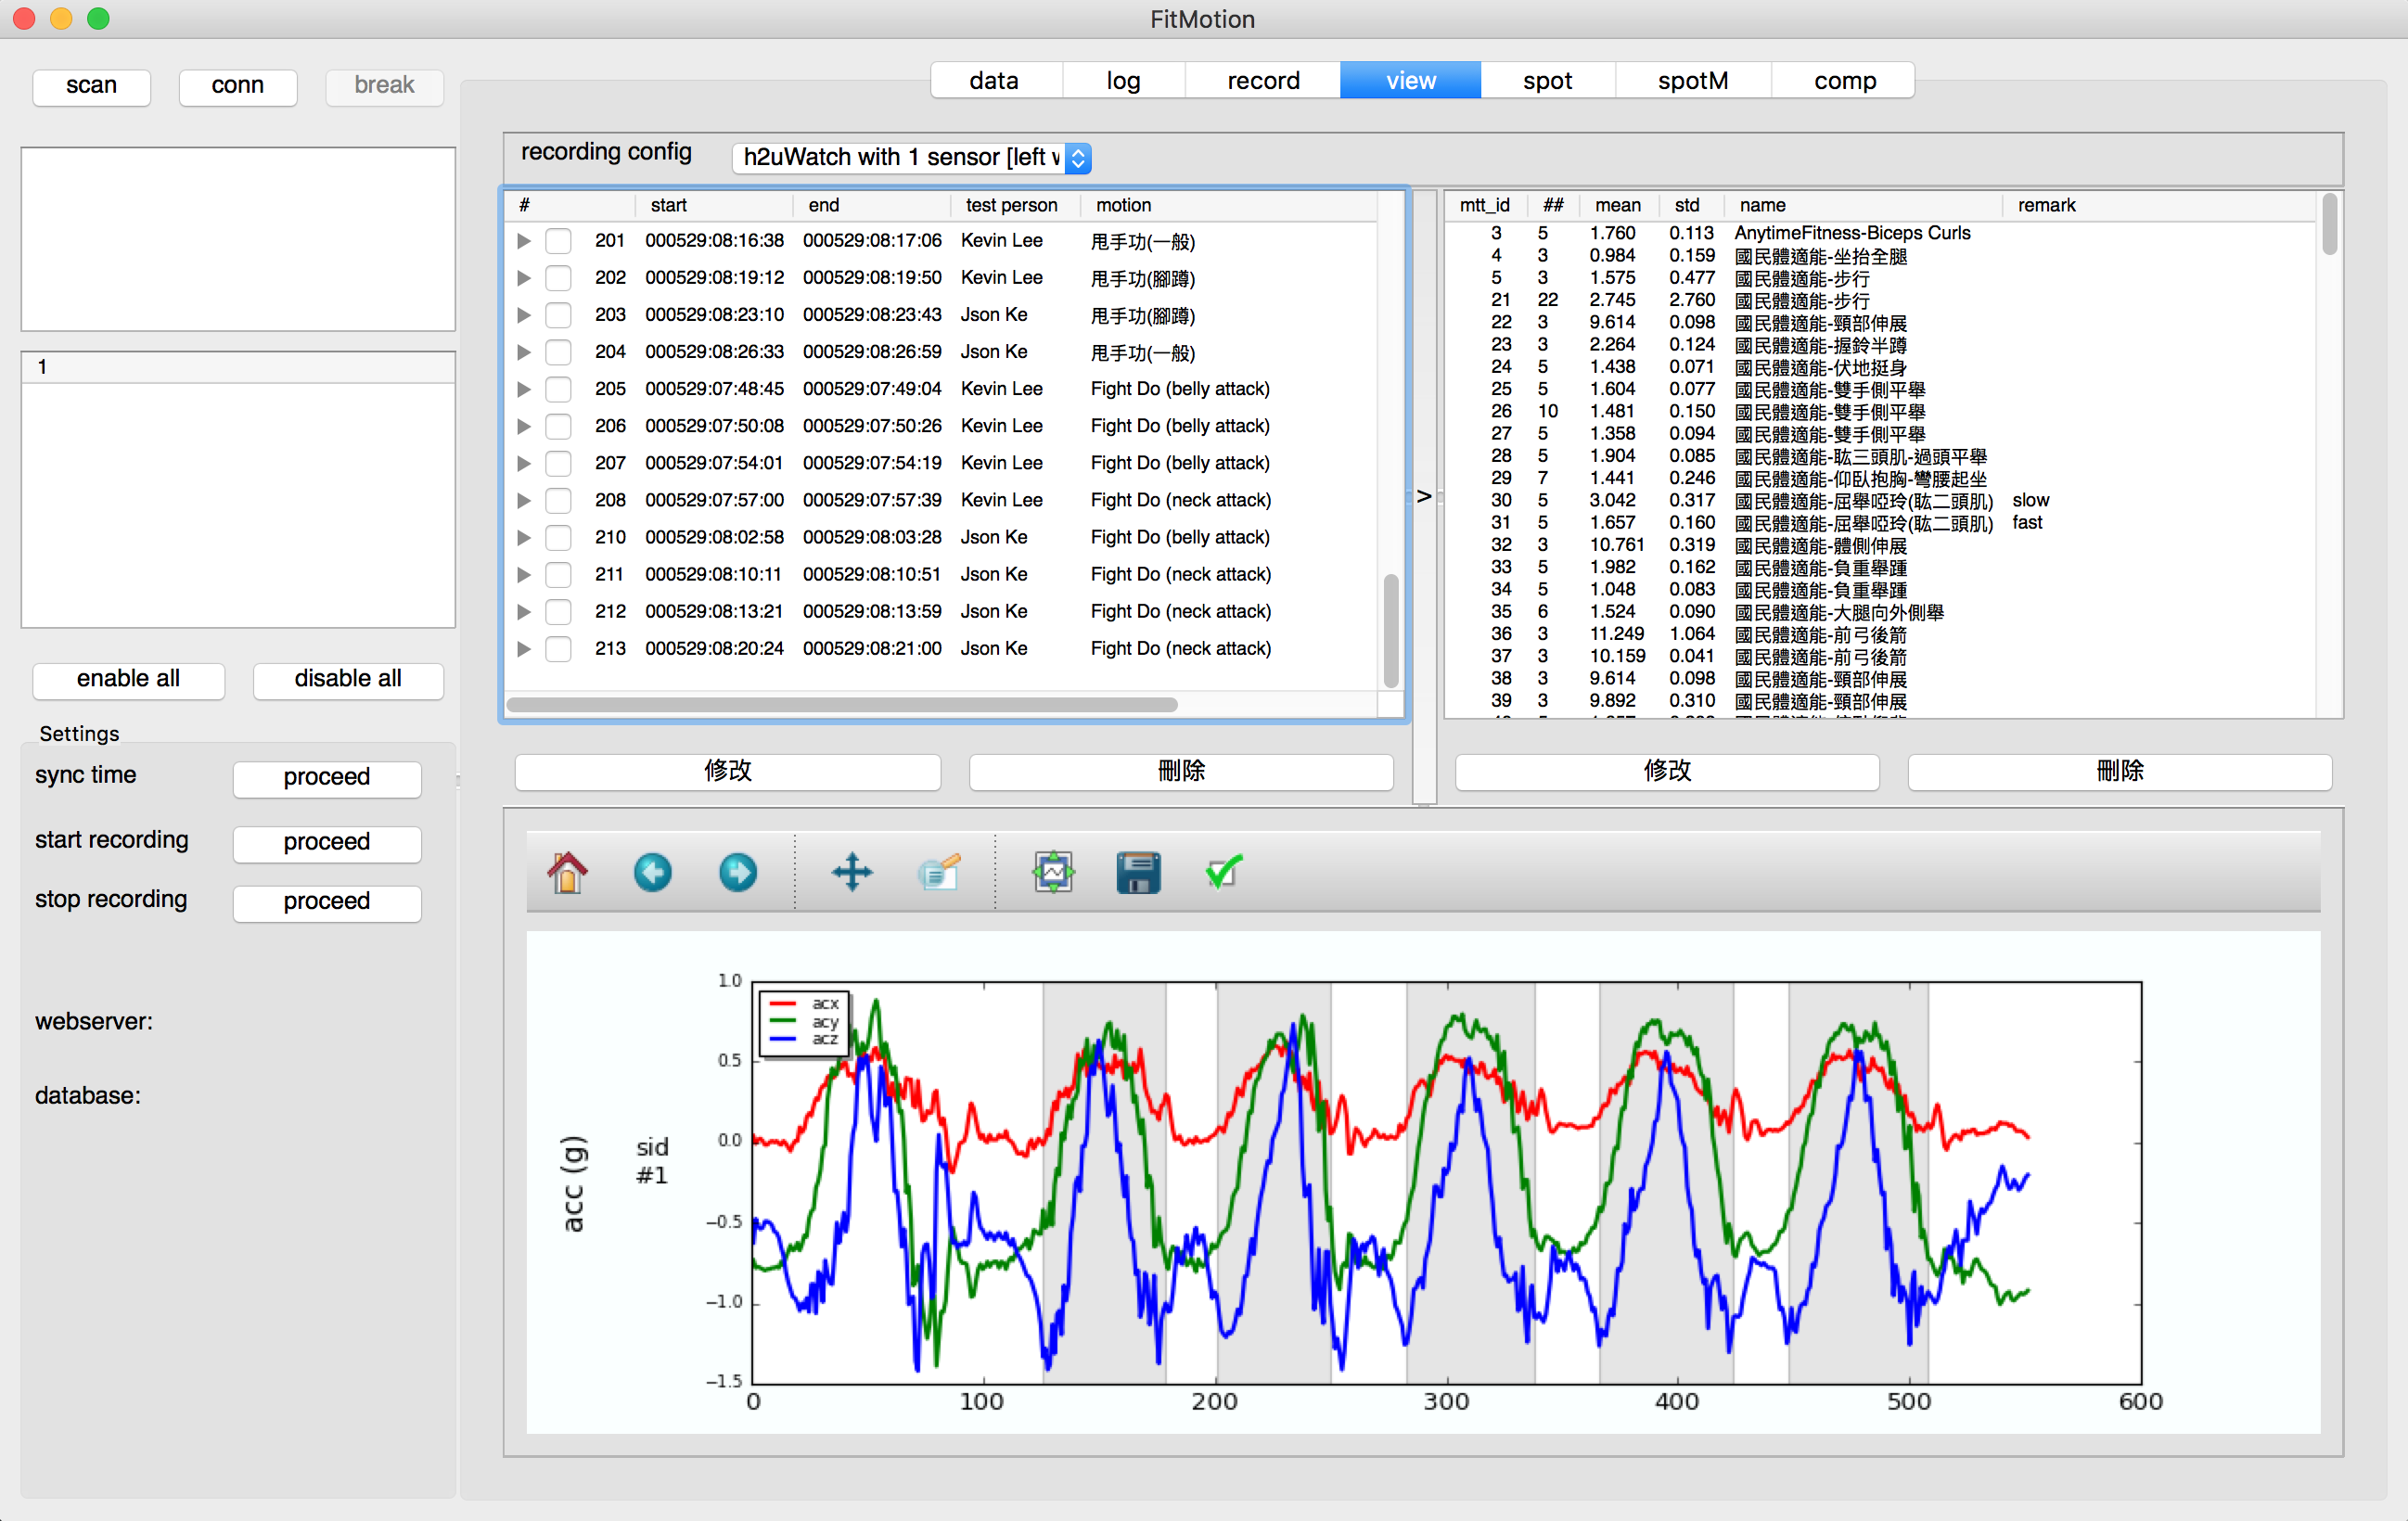 FitMotion
scan conn break
data log record view spot spotM comp
recording config h2uWatch with 1 sensor [left
# start end test person motion
201 000529:08:16:38 000529:08:17:06 Kevin Lee 甩手功(一般)
202 000529:08:19:12 000529:08:19:50 Kevin Lee 甩手功(腳蹲)
203 000529:08:23:10 000529:08:23:43 Json Ke 甩手功(腳蹲)
204 000529:08:26:33 000529:08:26:59 Json Ke 甩手功(一般)
205 000529:07:48:45 000529:07:49:04 Kevin Lee Fight Do (belly attack)
206 000529:07:50:08 000529:07:50:26 Kevin Lee Fight Do (belly attack)
207 000529:07:54:01 000529:07:54:19 Kevin Lee Fight Do (belly attack)
208 000529:07:57:00 000529:07:57:39 Kevin Lee Fight Do (neck attack)
210 000529:08:02:58 000529:08:03:28 Json Ke Fight Do (belly attack)
211 000529:08:10:11 000529:08:10:51 Json Ke Fight Do (neck attack)
212 000529:08:13:21 000529:08:13:59 Json Ke Fight Do (neck attack)
213 000529:08:20:24 000529:08:21:00 Json Ke Fight Do (neck attack)
>
mtt_id ## mean std name remark
3 5 1.760 0.113 AnytimeFitness-Biceps Curls
4 3 0.984 0.159 國民體適能-坐抬全腿
5 3 1.575 0.477 國民體適能-步行
21 22 2.745 2.760 國民體適能-步行
22 3 9.614 0.098 國民體適能-頸部伸展
23 3 2.264 0.124 國民體適能-握鈴半蹲
24 5 1.438 0.071 國民體適能-伏地挺身
25 5 1.604 0.077 國民體適能-雙手側平舉
26 10 1.481 0.150 國民體適能-雙手側平舉
27 5 1.358 0.094 國民體適能-雙手側平舉
28 5 1.904 0.085 國民體適能-肱三頭肌-過頭平舉
29 7 1.441 0.246 國民體適能-仰臥抱胸-彎腰起坐
30 5 3.042 0.317 國民體適能-屈舉啞玲(肱二頭肌) slow
31 5 1.657 0.160 國民體適能-屈舉啞玲(肱二頭肌) fast
32 3 10.761 0.319 國民體適能-體側伸展
33 5 1.982 0.162 國民體適能-負重舉踵
34 5 1.048 0.083 國民體適能-負重舉踵
35 6 1.524 0.090 國民體適能-大腿向外側舉
36 3 11.249 1.064 國民體適能-前弓後箭
37 3 10.159 0.041 國民體適能-前弓後箭
38 3 9.614 0.098 國民體適能-頸部伸展
39 3 9.892 0.310 國民體適能-頸部伸展
1
enable all disable all
修改 刪除 修改 刪除
Settings
sync time proceed
start recording proceed
stop recording proceed
webserver:
database:
acx
acy
acz
acc (g)
sid
#1
1.0
0.5
0.0
−0.5
−1.0
−1.5
0 100 200 300 400 500 600